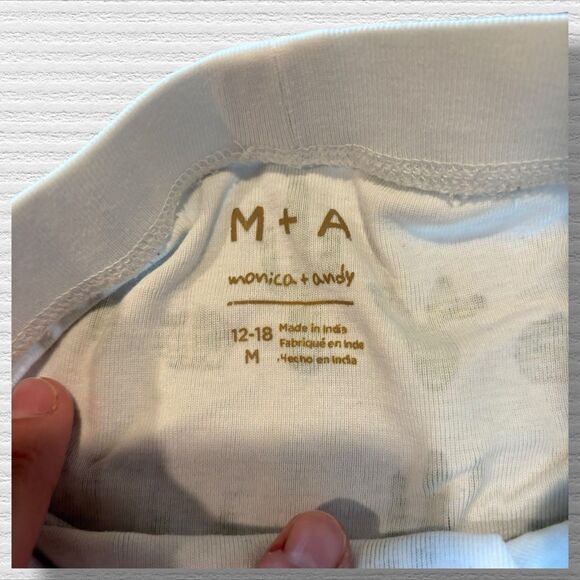 M + A
monica + andy
12-18 M
Made in India
Fabriqué en Inde
Hecho en India